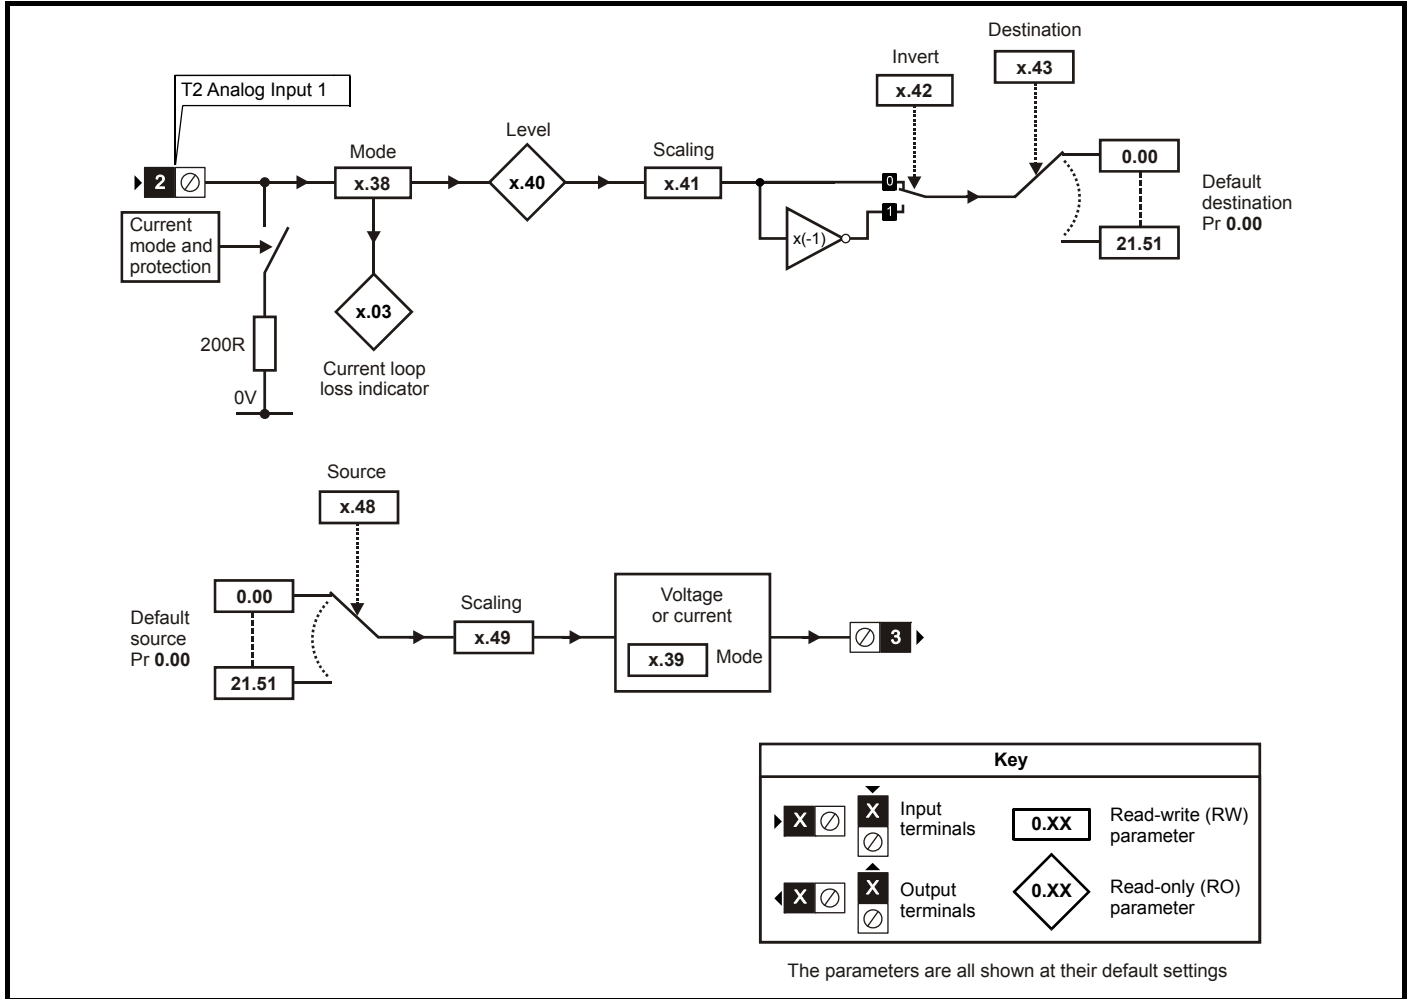 Destination
x.43
Invert
x.42
T2 Analog Input 1
2
Mode
x.38
Level
x.40
Scaling
x.41
0
1
x(-1)
0.00
21.51
Default
destination
Pr 0.00
Current
mode and
protection
200R
0V
x.03
Current loop
loss indicator
Source
x.48
Default
source
Pr 0.00
0.00
21.51
Scaling
x.49
Voltage
or current
x.39 Mode
3
Key
X
X
Input
terminals
0.XX
Read-write (RW)
parameter
X
X
Output
terminals
0.XX
Read-only (RO)
parameter
The parameters are all shown at their default settings